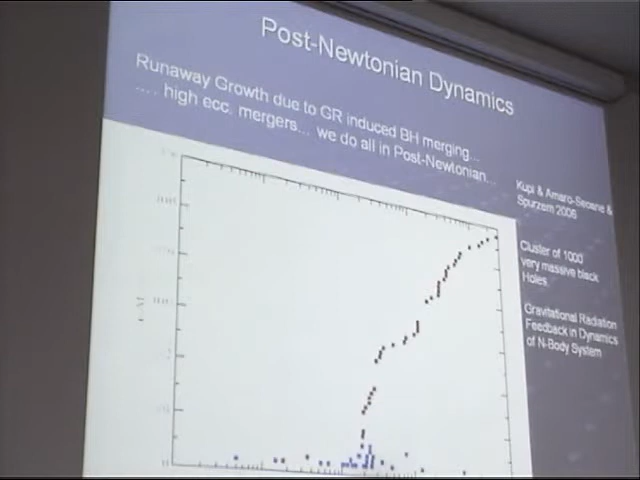 Post-Newtonian Dynamics
Runaway Growth due to GR induced BH merging...
.... high ecc. mergers... we do all in Post-Newtonian...
Kupi & Amaro-Seoane &
Spurzem 2006
Cluster of 1000
very massive black
Holes
Gravitational Radiation
Feedback in Dynamics
of N-Body System